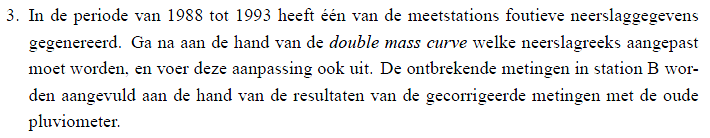 3. In de periode van 1988 tot 1993 heeft één van de meetstations foutieve neerslaggegevens
gegenereerd. Ga na aan de hand van de double mass curve welke neerslagreeks aangepast
moet worden, en voer deze aanpassing ook uit. De ontbrekende metingen in station B wor-
den aangevuld aan de hand van de resultaten van de gecorrigeerde metingen met de oude
pluviometer.